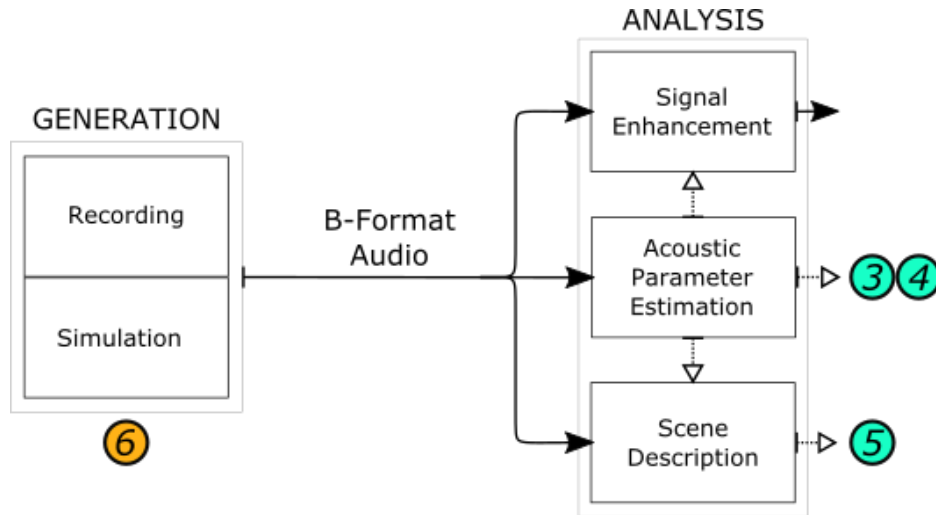 ANALYSIS
Signal
Enhancement
GENERATION
Recording
B-Format
Audio
Acoustic
Parameter
Estimation
3 4
Simulation
Scene
Description
6
5